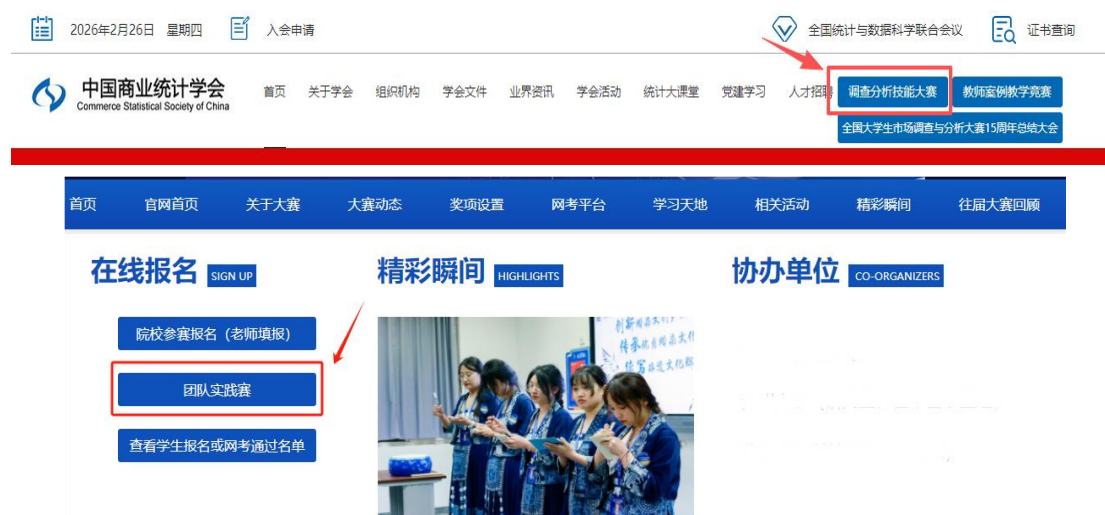 2026年2月26日 星期四 入会申请 全国统计与数据科学联合会议 证书查询
中国商业统计学会
Commerce Statistical Society of China
首页 关于学会 组织机构 学会文件 业界资讯 学会活动 统计大课堂 党建学习 人才招聘 调查分析技能大赛 教师案例教学竞赛
全国大学生市场调查与分析大赛15周年总结大会
首页 官网首页 关于大赛 大赛动态 奖项设置 网考平台 学习天地 相关活动 精彩瞬间 往届大赛回顾
在线报名 SIGN UP
精彩瞬间 HIGHLIGHTS
协办单位 CO-ORGANIZERS
院校参赛报名（老师填报）
团队实践赛
查看学生报名或网考通过名单